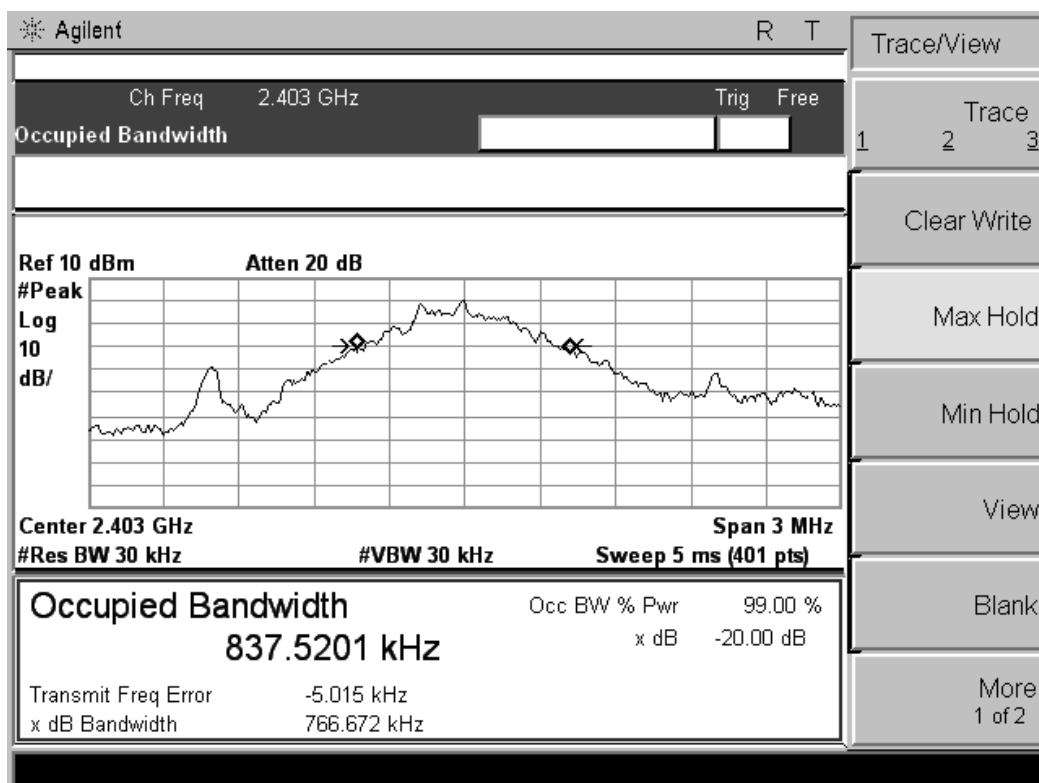 Agilent R T
Ch Freq 2.403 GHz Trig Free
Occupied Bandwidth
Ref 10 dBm Atten 20 dB
#Peak
Log
10
dB/
Center 2.403 GHz Span 3 MHz
#Res BW 30 kHz #VBW 30 kHz Sweep 5 ms (401 pts)
Occupied Bandwidth
837.5201 kHz
Occ BW % Pwr 99.00 %
x dB -20.00 dB
Transmit Freq Error -5.015 kHz
x dB Bandwidth 766.672 kHz
Trace/View
Trace
1 2 3
Clear Write
Max Hold
Min Hold
View
Blank
More
1 of 2